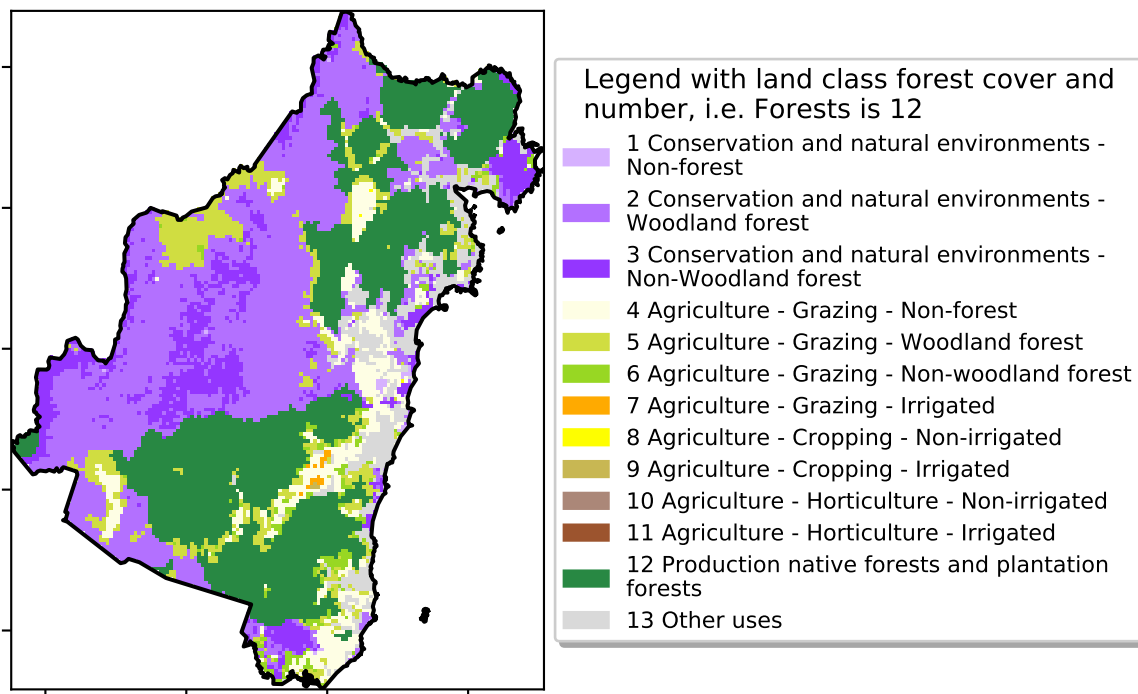 Legend with land class forest cover and
number, i.e. Forests is 12
1 Conservation and natural environments -
Non-forest
2 Conservation and natural environments -
Woodland forest
3 Conservation and natural environments -
Non-Woodland forest
4 Agriculture - Grazing - Non-forest
5 Agriculture - Grazing - Woodland forest
6 Agriculture - Grazing - Non-woodland forest
7 Agriculture - Grazing - Irrigated
8 Agriculture - Cropping - Non-irrigated
9 Agriculture - Cropping - Irrigated
10 Agriculture - Horticulture - Non-irrigated
11 Agriculture - Horticulture - Irrigated
12 Production native forests and plantation
forests
13 Other uses